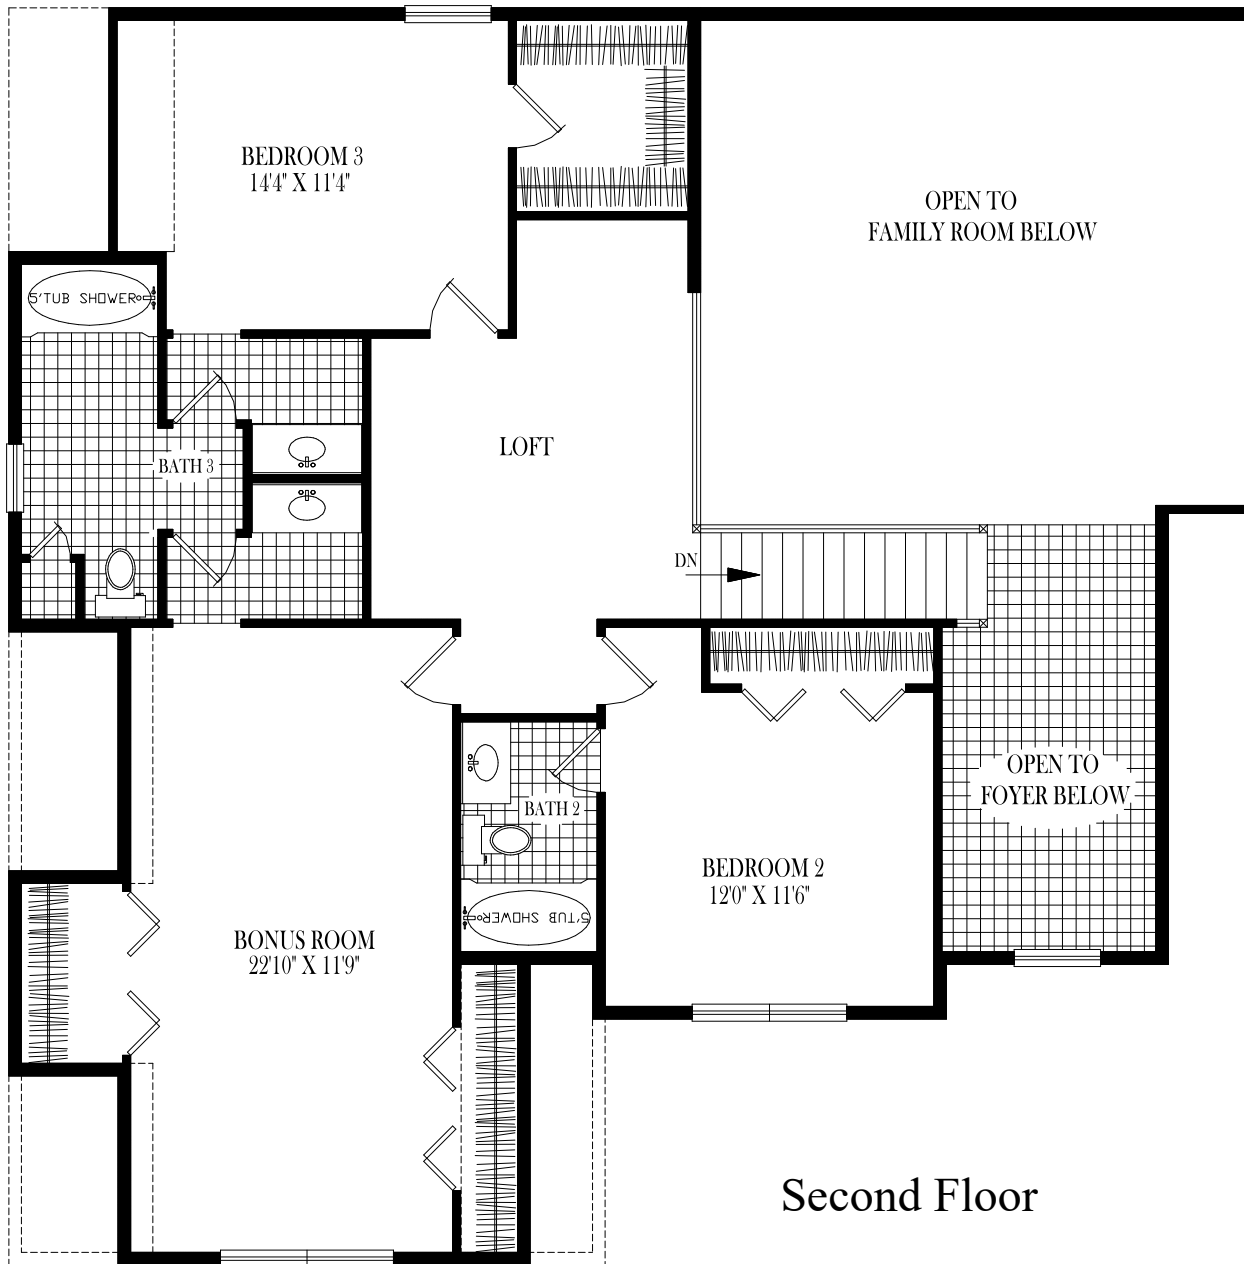 BEDROOM 3
14'4" X 11'4"
OPEN TO
FAMILY ROOM BELOW
5'TUB SHOWER
LOFT
BATH 3
DN
OPEN TO
FOYER BELOW
BATH 2
BEDROOM 2
12'0" X 11'6"
5'TUB SHOWER
BONUS ROOM
22'10" X 11'9"
Second Floor